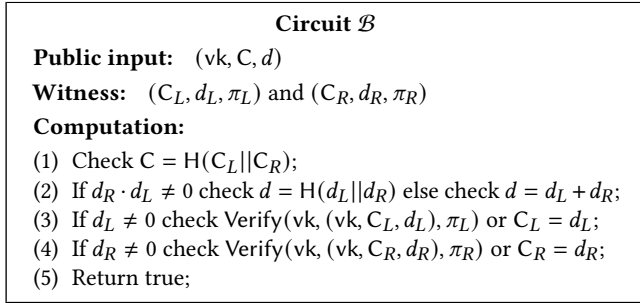 Circuit ℬ
Public input: (vk, C, d)
Witness: (C_L, d_L, π_L) and (C_R, d_R, π_R)
Computation:
(1) Check C = H(C_L||C_R);
(2) If d_R · d_L ≠ 0 check d = H(d_L||d_R) else check d = d_L + d_R;
(3) If d_L ≠ 0 check Verify(vk, (vk, C_L, d_L), π_L) or C_L = d_L;
(4) If d_R ≠ 0 check Verify(vk, (vk, C_R, d_R), π_R) or C_R = d_R;
(5) Return true;